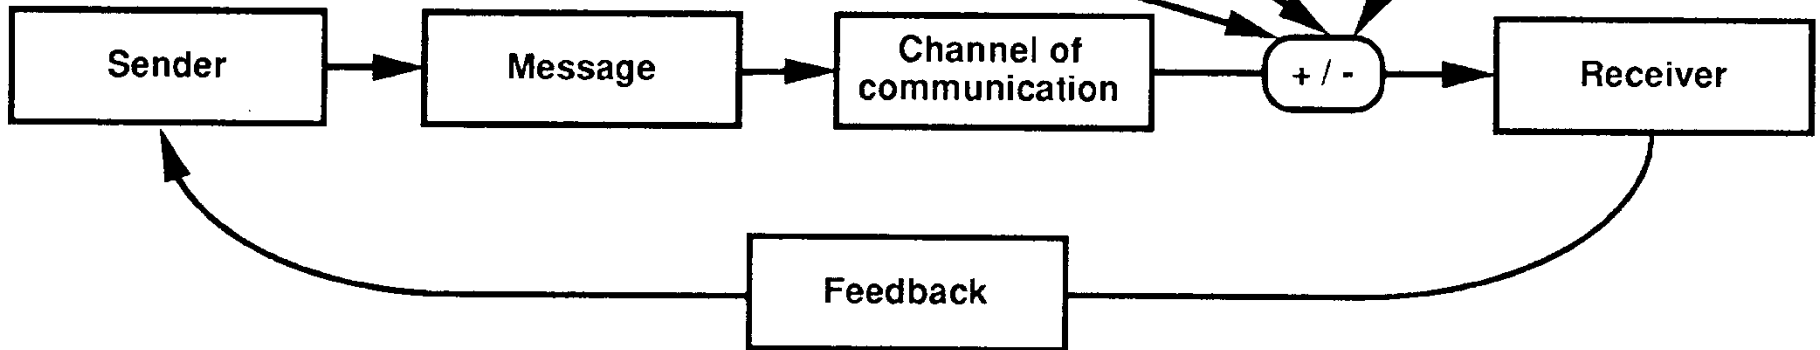 Sender
Message
Channel of
communication
+ / -
Receiver
Feedback